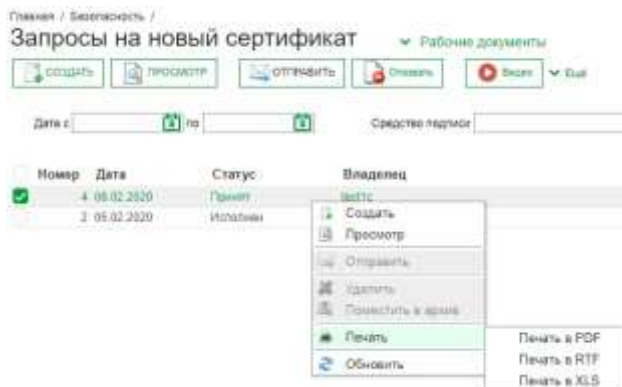 Главная / Безопасность /
Запросы на новый сертификат
Рабочие документы
СОЗДАТЬ ПРОСМОТР ОТПРАВИТЬ Отозвать Видео Ещё
Дата с по Средство подписи
Номер Дата Статус Владелец
4 06.02.2020 Принят
2 05.02.2020 Исполнен
Создать
Просмотр
Отправить
Удалить
Поместить в архив
Печать
Обновить
Печать в PDF
Печать в RTF
Печать в XLS